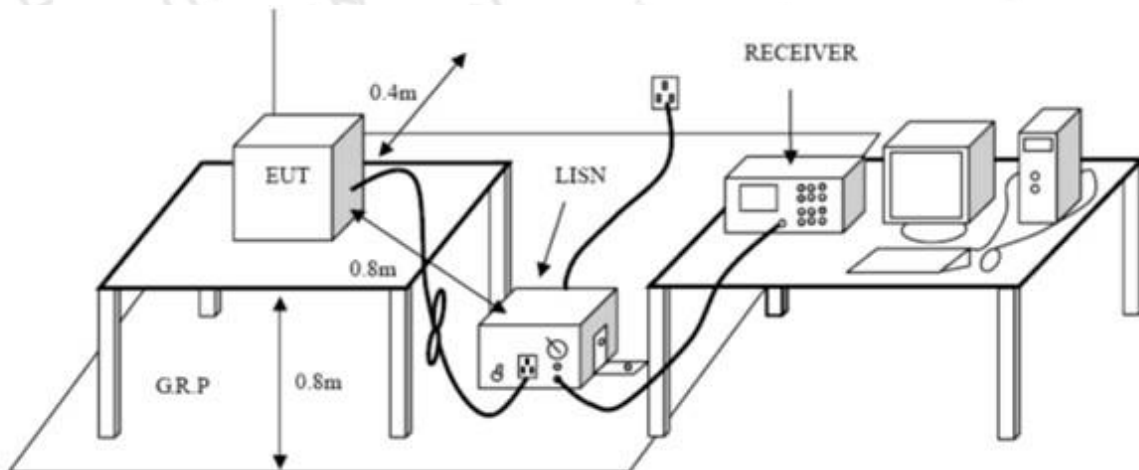 RECEIVER
0.4m
EUT
LISN
0.8m
G.R.P
0.8m